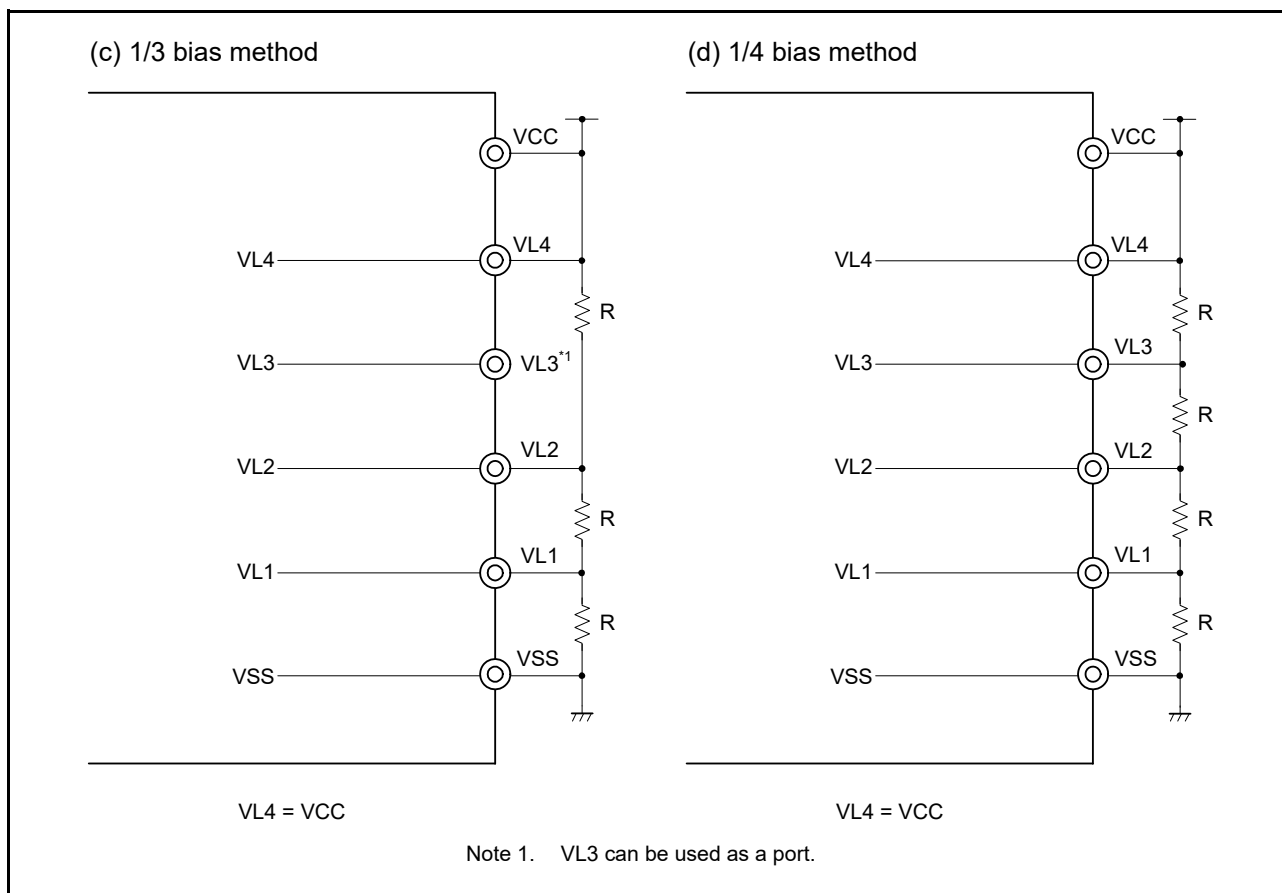 (c) 1/3 bias method
VCC
VL4 VL4
R
VL3 VL3*1
VL2 VL2
R
VL1 VL1
R
VSS VSS
VL4 = VCC
(d) 1/4 bias method
VCC
VL4 VL4
R
VL3 VL3
R
VL2 VL2
R
VL1 VL1
R
VSS VSS
VL4 = VCC
Note 1. VL3 can be used as a port.